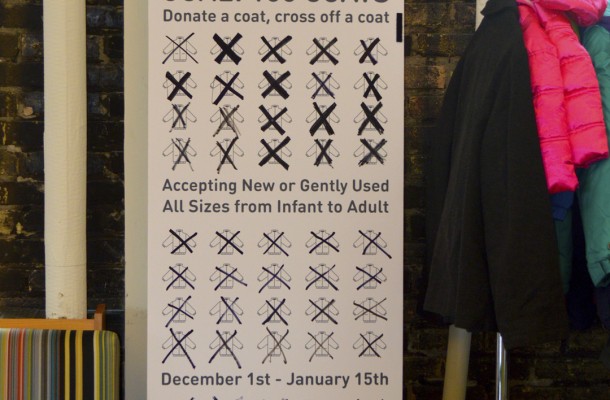 Donate a coat, cross off a coat
Accepting New or Gently Used
All Sizes from Infant to Adult
December 1st - January 15th